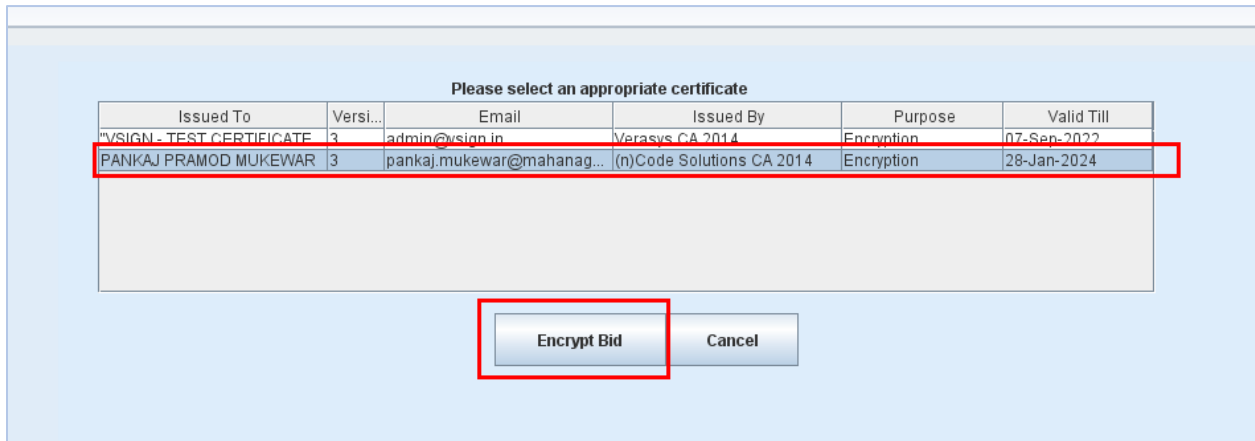 Please select an appropriate certificate
Issued To Versi... Email Issued By Purpose Valid Till
"VSIGN - TEST CERTIFICATE 3 admin@vsign.in Verasys CA 2014 Encryption 07-Sep-2022
PANKAJ PRAMOD MUKEWAR 3 pankaj.mukewar@mahanag... (n)Code Solutions CA 2014 Encryption 28-Jan-2024
Encrypt Bid Cancel